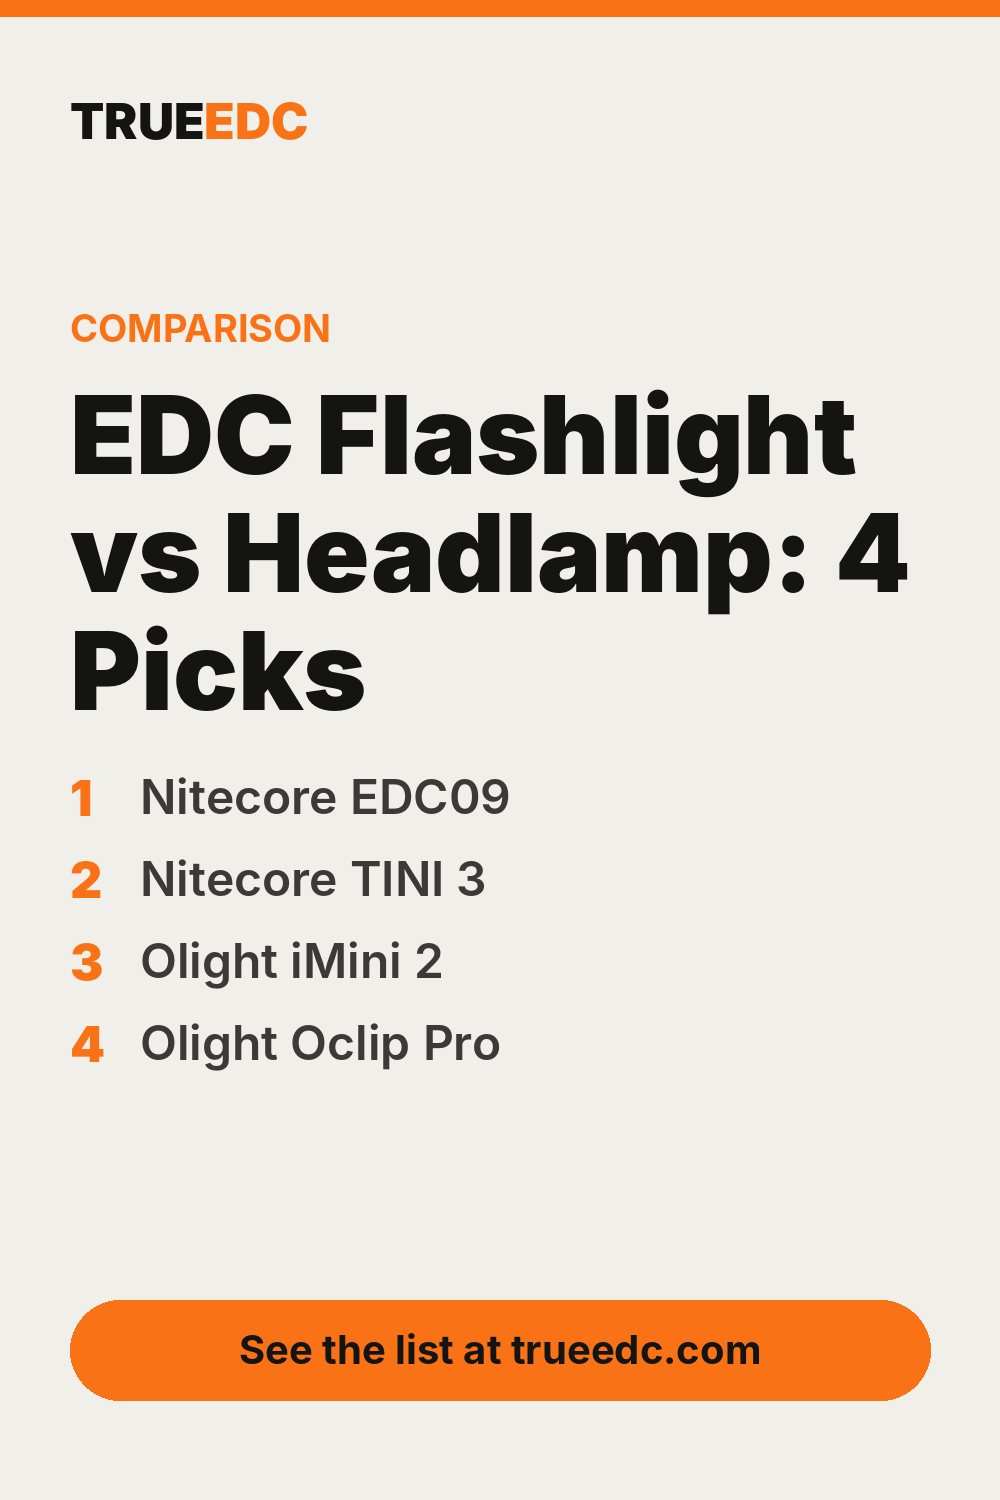 TRUEEDC
COMPARISON
EDC Flashlight
vs Headlamp: 4
Picks
1 Nitecore EDC09
2 Nitecore TINI 3
3 Olight iMini 2
4 Olight Oclip Pro
See the list at trueedc.com